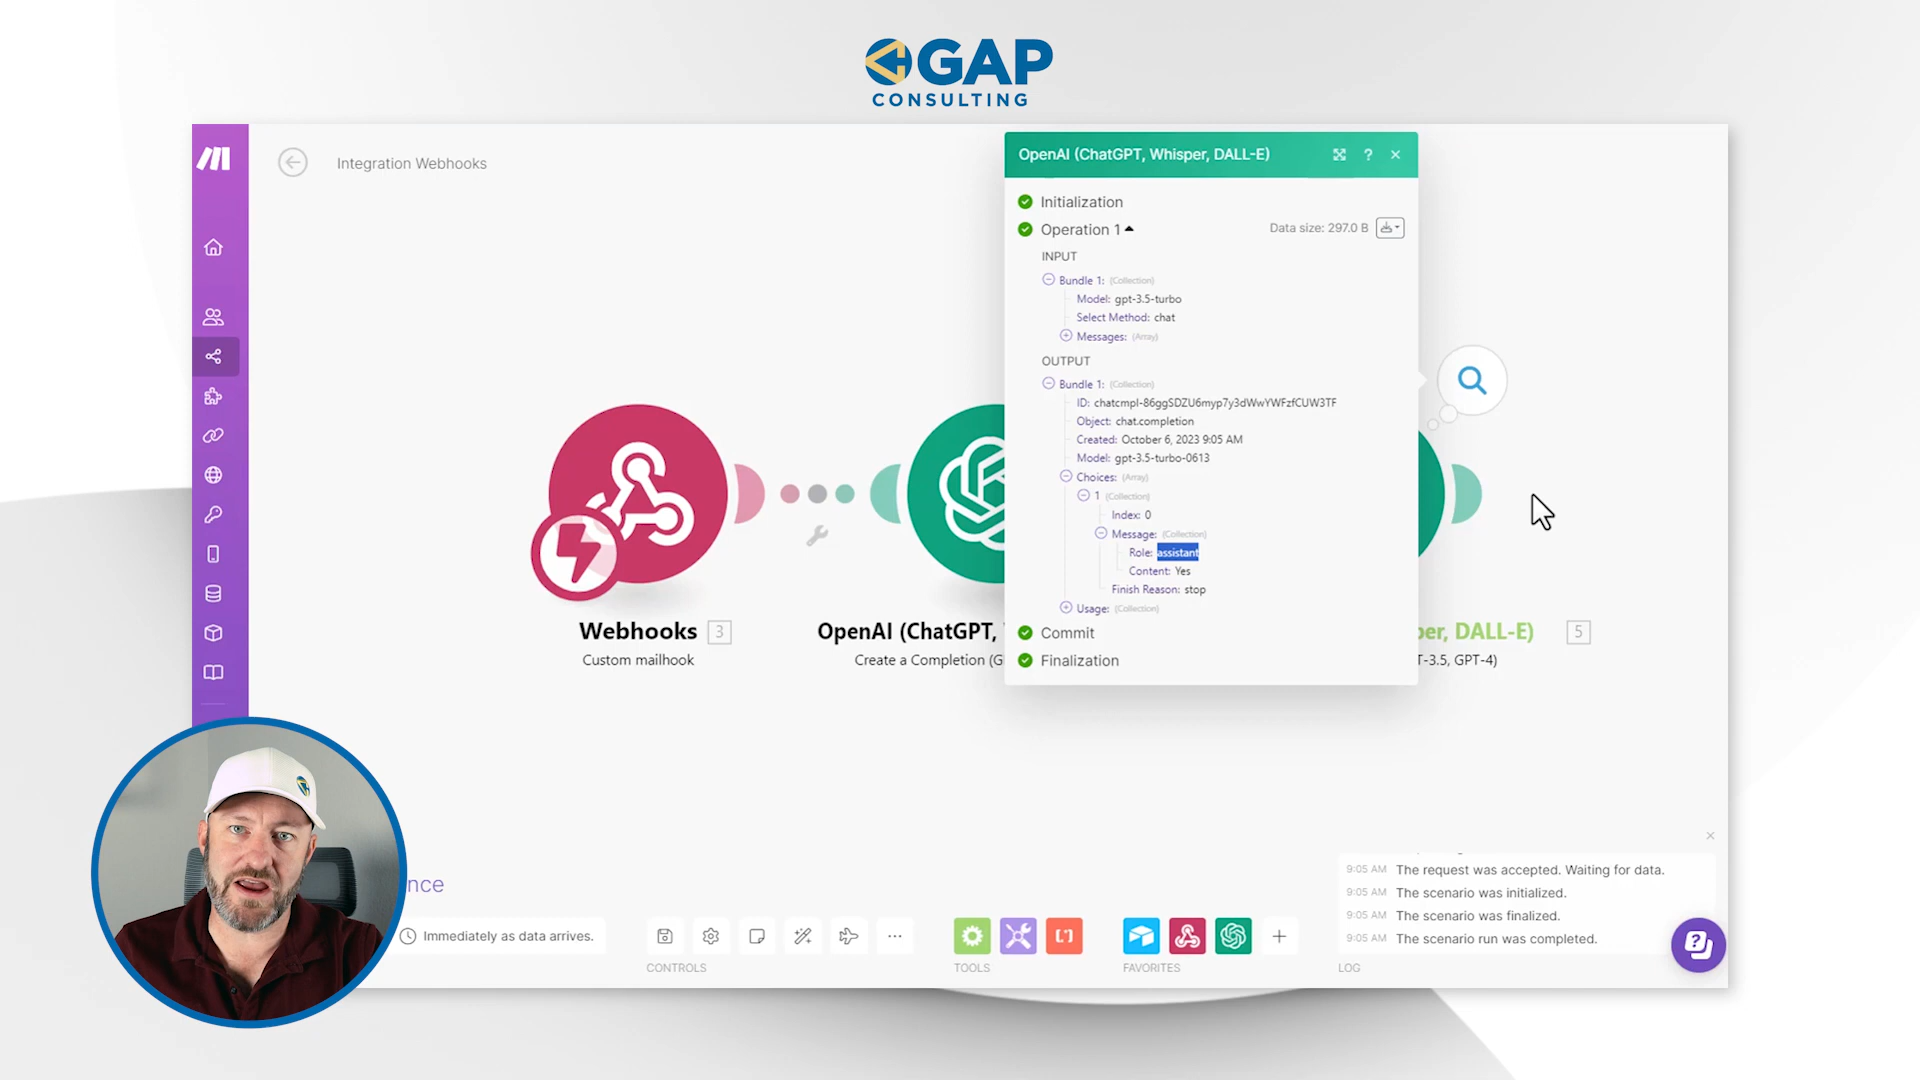 GAP
CONSULTING
Integration Webhooks
OpenAI (ChatGPT, Whisper, DALL-E)
Initialization
Operation 1
Data size: 297.0 B
INPUT
Bundle 1: (Collection)
Model: gpt-3.5-turbo
Select Method: chat
Messages: (Array)
OUTPUT
Bundle 1: (Collection)
ID: chatcmpl-86ggSDZU6myp7y3dWwYWFzfCUW3TF
Object: chat.completion
Created: October 6, 2023 9:05 AM
Model: gpt-3.5-turbo-0613
Choices: (Array)
1 (Collection)
Index: 0
Message: (Collection)
Role: assistant
Content: Yes
Finish Reason: stop
Usage: (Collection)
Commit
Finalization
Webhooks 3
Custom mailhook
OpenAI (ChatGPT,
Create a Completion (G
per, DALL-E) 5
T-3.5, GPT-4)
nce
Immediately as data arrives.
CONTROLS
TOOLS
FAVORITES
9:05 AM The request was accepted. Waiting for data.
9:05 AM The scenario was initialized.
9:05 AM The scenario was finalized.
9:05 AM The scenario run was completed.
LOG